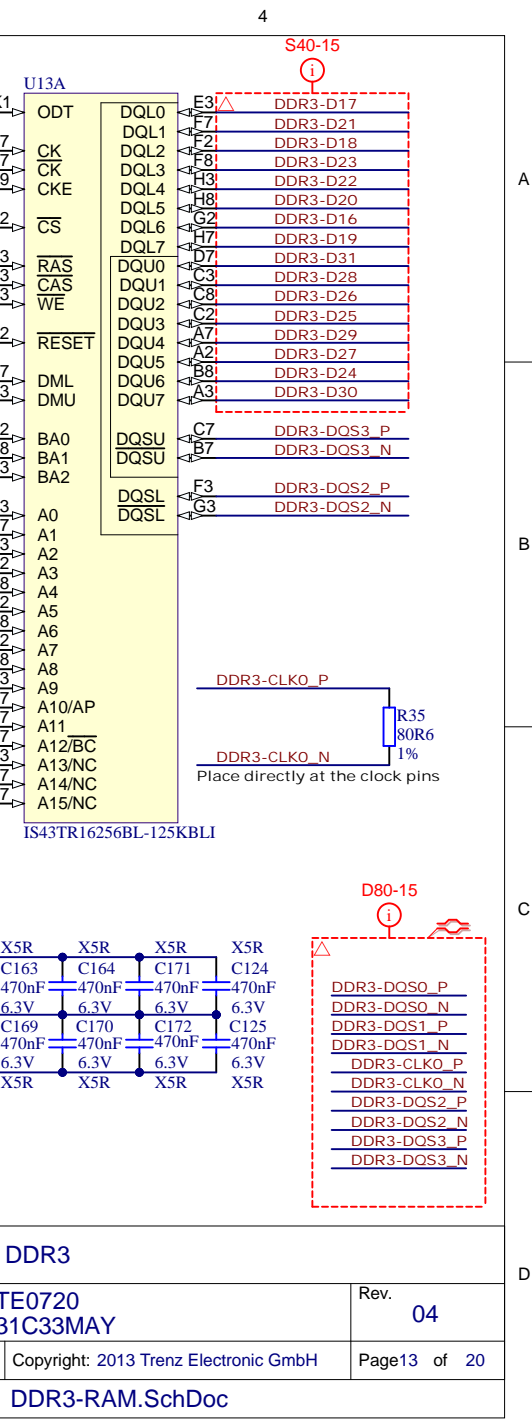 4
S40-15
i
U13A
ODT DQL0 E3 DDR3-D17
DQL1 F7 DDR3-D21
CK DQL2 F2 DDR3-D18
CK DQL3 F8 DDR3-D23
CKE DQL4 H3 DDR3-D22
DQL5 H8 DDR3-D20
CS DQL6 G2 DDR3-D16
DQL7 H7 DDR3-D19
RAS DQU0 D7 DDR3-D31
CAS DQU1 C3 DDR3-D28
WE DQU2 C8 DDR3-D26
DQU3 C2 DDR3-D25
RESET DQU4 A7 DDR3-D29
DQU5 A2 DDR3-D27
DML DQU6 B8 DDR3-D24
DMU DQU7 A3 DDR3-D30
BA0 DQSU C7 DDR3-DQS3_P
BA1 DQSU B7 DDR3-DQS3_N
BA2
DQSL F3 DDR3-DQS2_P
A0 DQSL G3 DDR3-DQS2_N
A1
A2
A3
A4
A5
A6
A7
A8
A9
A10/AP
A11
A12/BC
A13/NC
A14/NC
A15/NC
IS43TR16256BL-125KBLI
DDR3-CLK0_P
R35
80R6
1%
DDR3-CLK0_N
Place directly at the clock pins
A
B
C
D
D80-15
i
X5R X5R X5R X5R
C163 C164 C171 C124
470nF 470nF 470nF 470nF
6.3V 6.3V 6.3V 6.3V
C169 C170 C172 C125
470nF 470nF 470nF 470nF
6.3V 6.3V 6.3V 6.3V
X5R X5R X5R X5R
DDR3-DQS0_P
DDR3-DQS0_N
DDR3-DQS1_P
DDR3-DQS1_N
DDR3-CLK0_P
DDR3-CLK0_N
DDR3-DQS2_P
DDR3-DQS2_N
DDR3-DQS3_P
DDR3-DQS3_N
DDR3
TE0720
31C33MAY
Rev.
04
Copyright: 2013 Trenz Electronic GmbH
Page13 of 20
DDR3-RAM.SchDoc